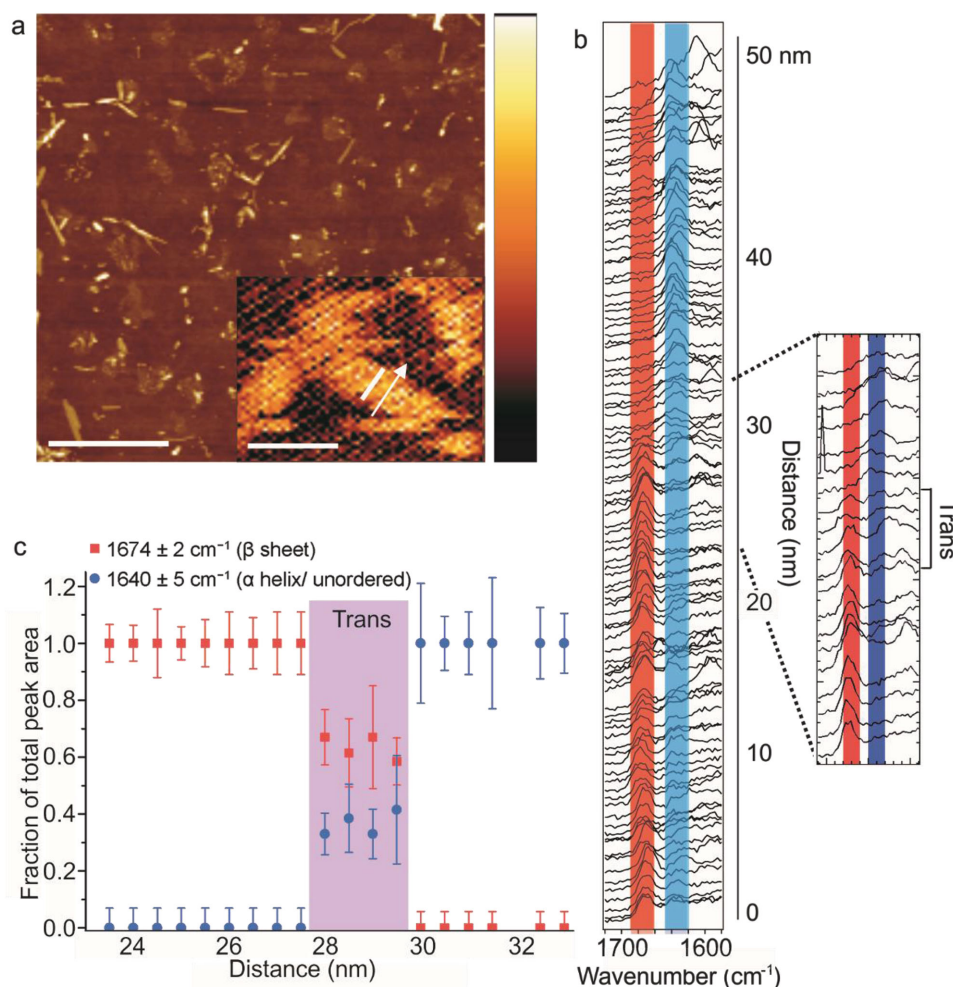 a
b
50 nm
40
30
20
10
0
Distance (nm)
1700
1600
Wavenumber (cm⁻¹)
Trans
c
1674 ± 2 cm⁻¹ (β sheet)
1640 ± 5 cm⁻¹ (α helix/ unordered)
Trans
1.2
1.0
0.8
0.6
0.4
0.2
0.0
Fraction of total peak area
24
26
28
30
32
Distance (nm)